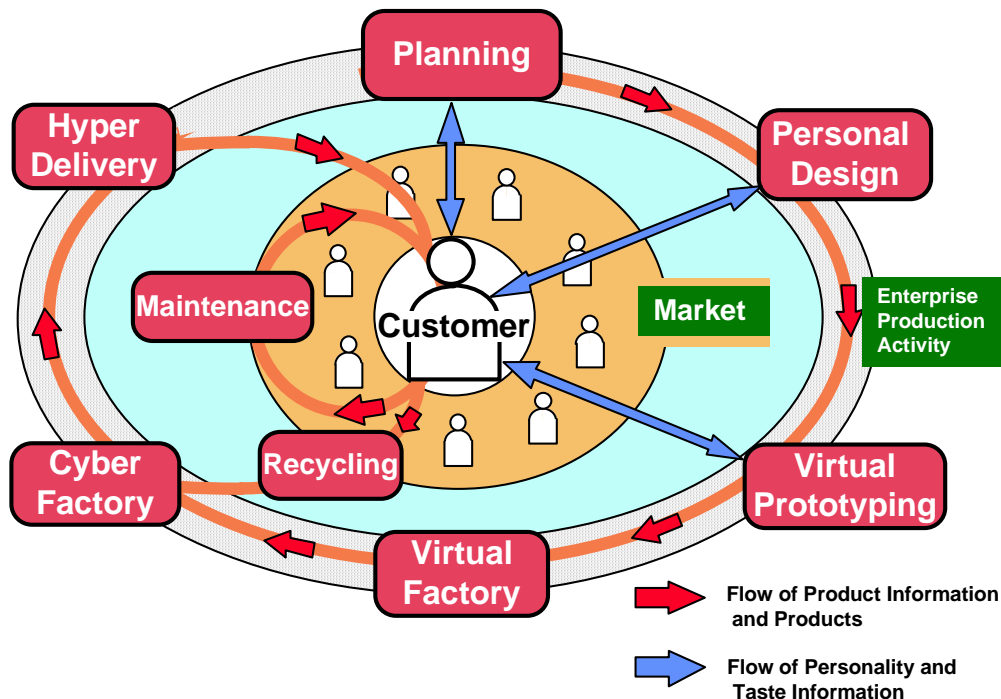 Planning
Hyper
Delivery
Personal
Design
Maintenance
Customer
Market
Enterprise
Production
Activity
Recycling
Cyber
Factory
Virtual
Prototyping
Virtual
Factory
Flow of Product Information
and Products
Flow of Personality and
Taste Information